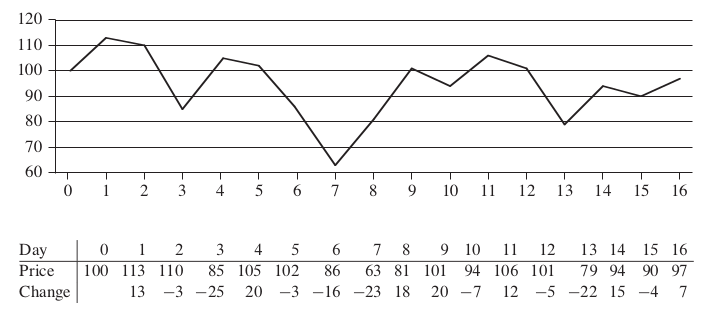 120
110
100
90
80
70
60
0 1 2 3 4 5 6 7 8 9 10 11 12 13 14 15 16
Day 0 1 2 3 4 5 6 7 8 9 10 11 12 13 14 15 16
Price 100 113 110 85 105 102 86 63 81 101 94 106 101 79 94 90 97
Change 13 −3 −25 20 −3 −16 −23 18 20 −7 12 −5 −22 15 −4 7